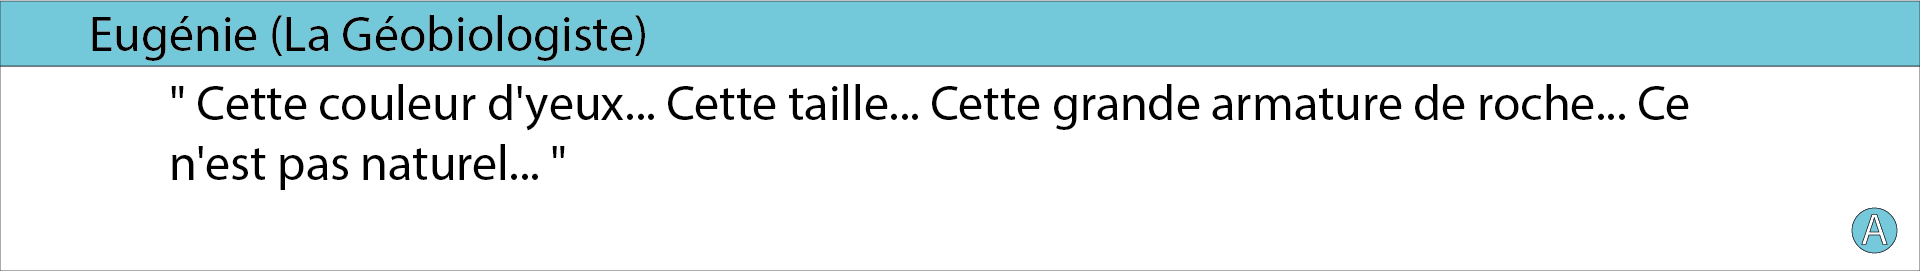 Eugénie (La Géobiologiste)
" Cette couleur d'yeux... Cette taille... Cette grande armature de roche... Ce
n'est pas naturel... "
A